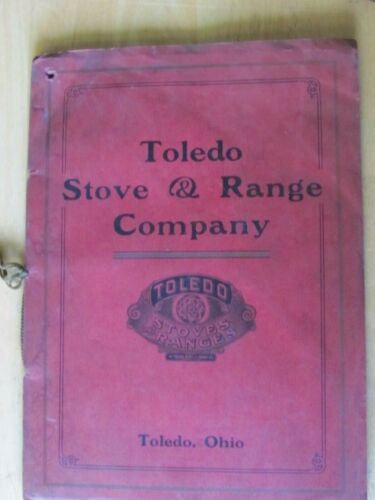 Toledo
Stove & Range
Company
TOLEDO
STOVES
& RANGES
Toledo, Ohio